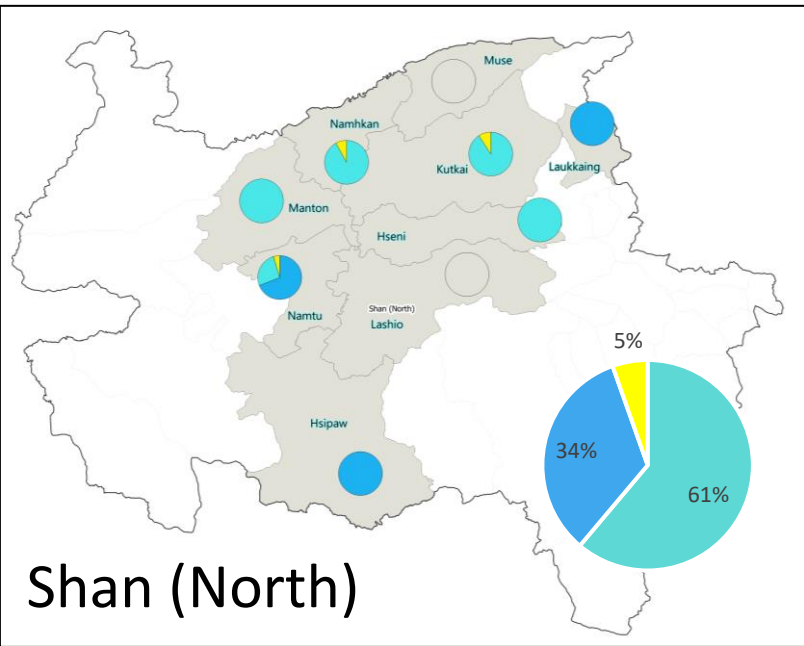 Muse
Namhkan
Kutkai
Laukkaing
Manton
Hseni
Shan (North)
Namtu
Lashio
5%
Hsipaw
34%
61%
Shan (North)